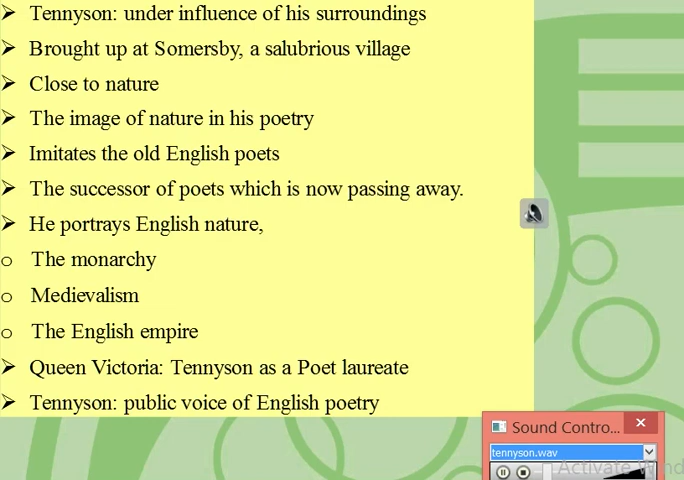 ➢ Tennyson: under influence of his surroundings
➢ Brought up at Somersby, a salubrious village
➢ Close to nature
➢ The image of nature in his poetry
➢ Imitates the old English poets
➢ The successor of poets which is now passing away.
➢ He portrays English nature,
o The monarchy
o Medievalism
o The English empire
➢ Queen Victoria: Tennyson as a Poet laureate
➢ Tennyson: public voice of English poetry
Sound Contro...
tennyson.wav
Activate Wind